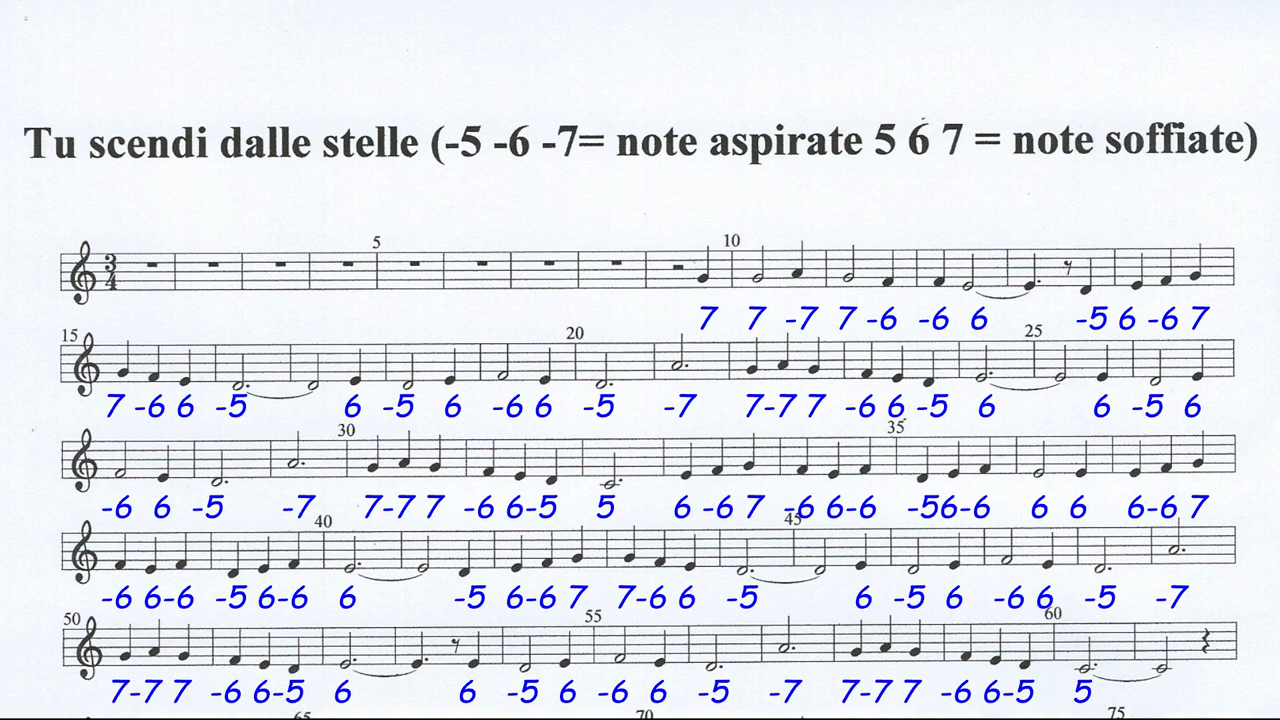 Tu scendi dalle stelle (-5 -6 -7= note aspirate 5 6 7 = note soffiate)
5 10
3
4
7 7 -7 7 -6 -6 6 -5 6 -6 7
15 20 25
7 -6 6 -5 6 -5 6 -6 6 -5 -7 7-7 7 -6 6 -5 6 6 -5 6
30 35
-6 6 -5 -7 7-7 7 -6 6-5 5 6 -6 7 -6 6-6 -56-6 6 6 6-6 7
40 45
-6 6-6 -5 6-6 6 -5 6-6 7 7-6 6 -5 6 -5 6 -6 6 -5 -7
50 55 60
7-7 7 -6 6-5 6 6 -5 6 -6 6 -5 -7 7-7 7 -6 6-5 5
65 70 75